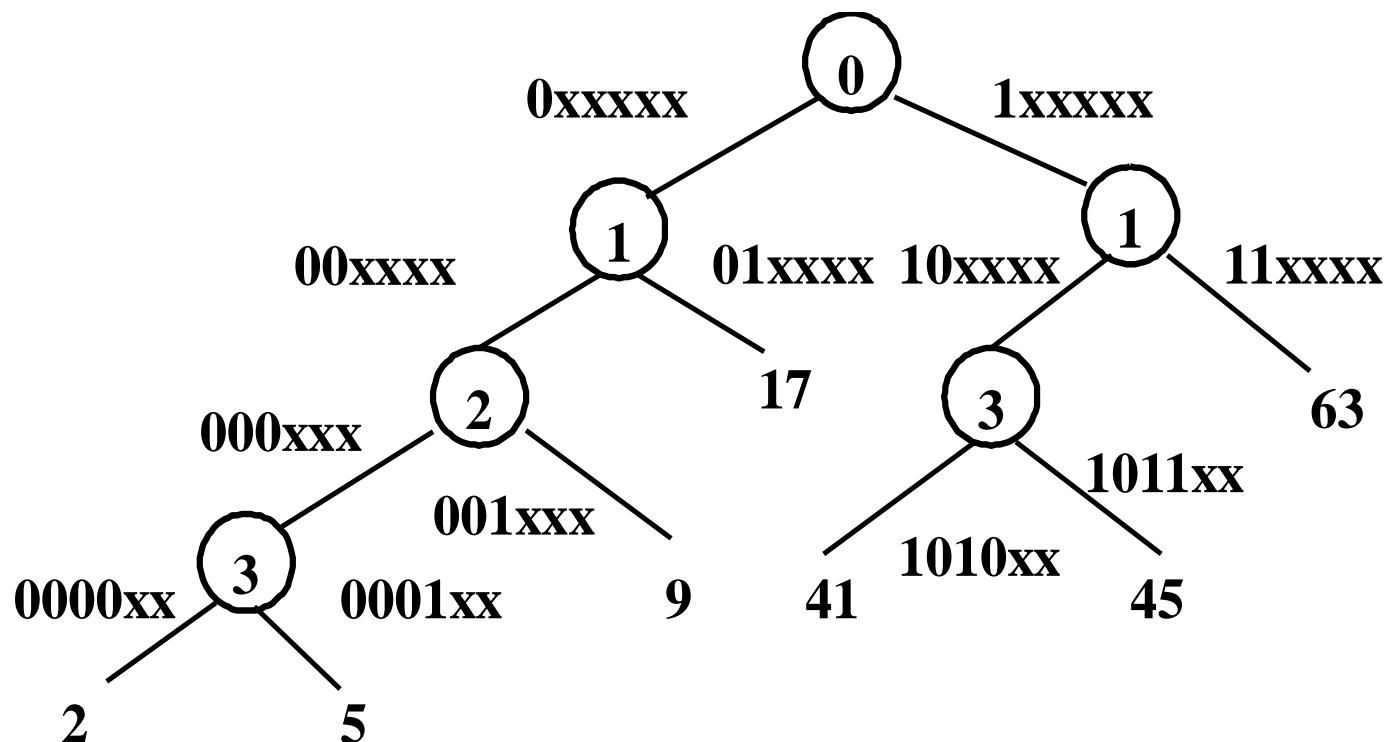 0
0xxxxx 1xxxxx
1 1
00xxxx 01xxxx 10xxxx 11xxxx
2 17 3 63
000xxx
1011xx
001xxx
3 1010xx
0000xx 0001xx 9 41 45
2 5